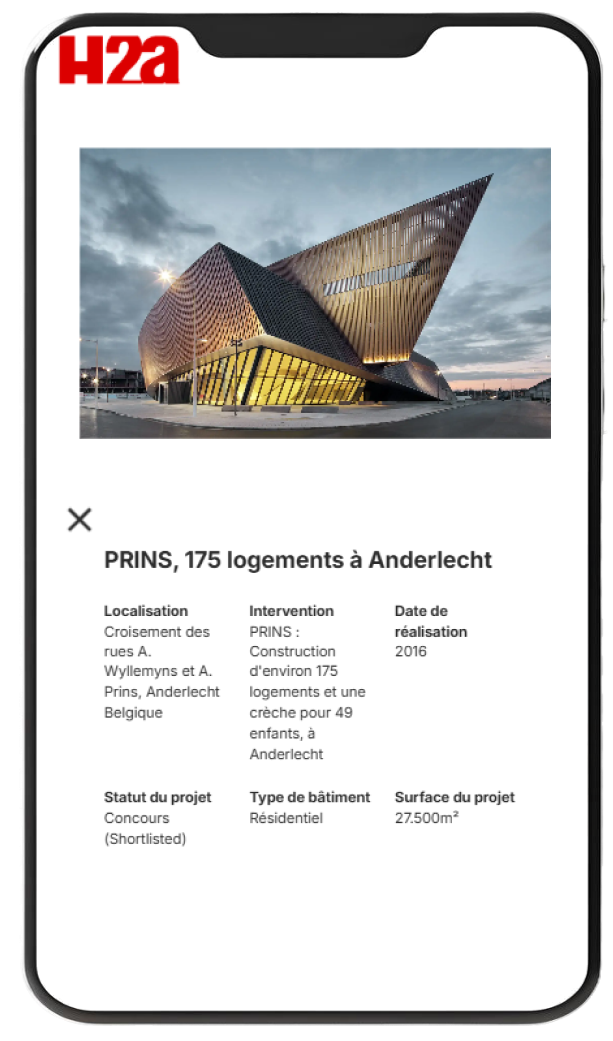 H2a
PRINS, 175 logements à Anderlecht
Localisation
Croisement des
rues A.
Wyllemyns et A.
Prins, Anderlecht
Belgique
Intervention
PRINS :
Construction
d'environ 175
logements et une
crèche pour 49
enfants, à
Anderlecht
Date de
réalisation
2016
Statut du projet
Concours
(Shortlisted)
Type de bâtiment
Résidentiel
Surface du projet
27.500m²